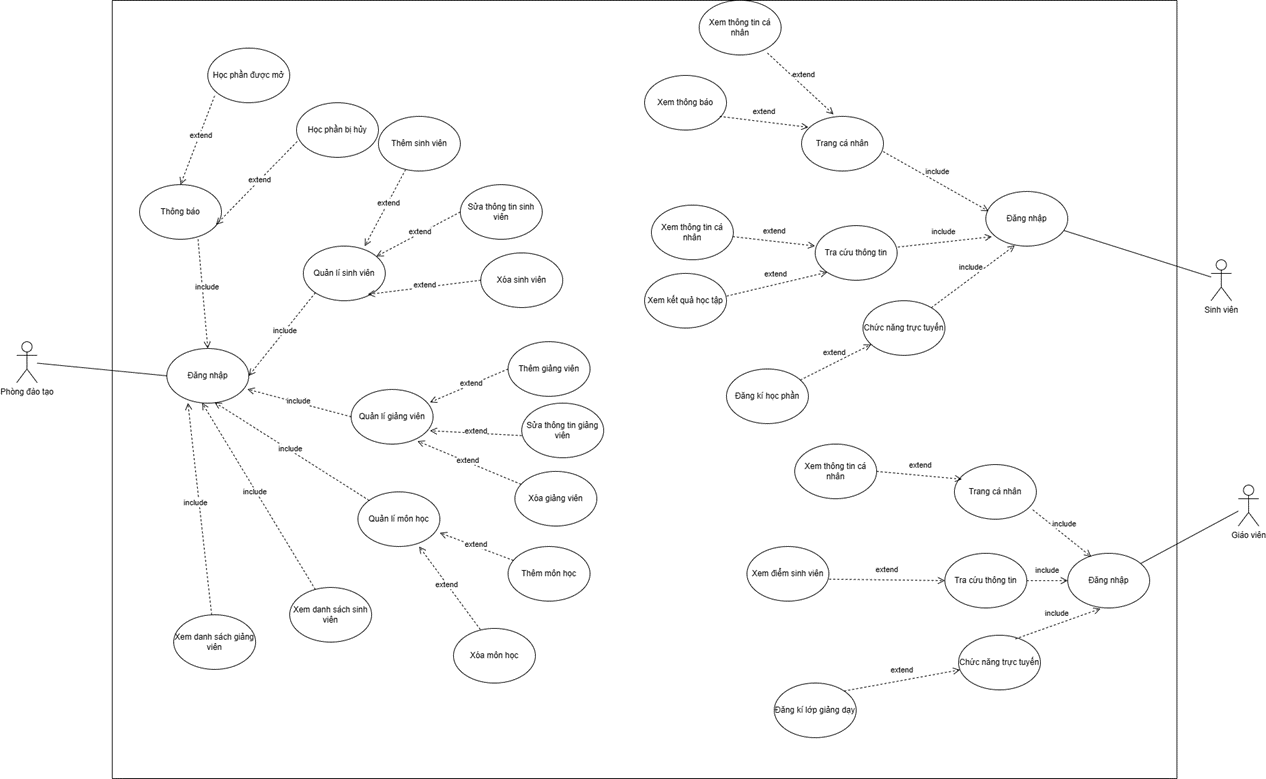 Xem thông tin cá
nhân
extend
Học phần được mở
Xem thông báo
extend
extend
Học phần bị hủy
Thêm sinh viên
Trang cá nhân
include
extend
extend
Thông báo
Sửa thông tin sinh
viên
extend
extend
Xem thông tin cá
nhân
extend
include
Đăng nhập
Tra cứu thông tin
include
Quản lí sinh viên
extend
Xóa sinh viên
extend
Xem kết quả học tập
include
Sinh viên
include
Chức năng trực tuyến
extend
Đăng nhập
Phòng đáo tạo
Thêm giảng viên
extend
include
Quản lí giảng viên
Sửa thông tin giảng
viên
extend
Đăng kí học phần
extend
Xóa giảng viên
include
include
include
Quản lí môn học
Xem thông tin cá
nhân
extend
Trang cá nhân
include
Giáo viên
extend
Thêm môn học
extend
Xem điểm sinh viên
extend
Tra cứu thông tin
include
Đăng nhập
include
Xem danh sách sinh
viên
Xem danh sách giảng
viên
Xóa môn học
Chức năng trực tuyến
extend
Đăng kí lớp giảng dạy